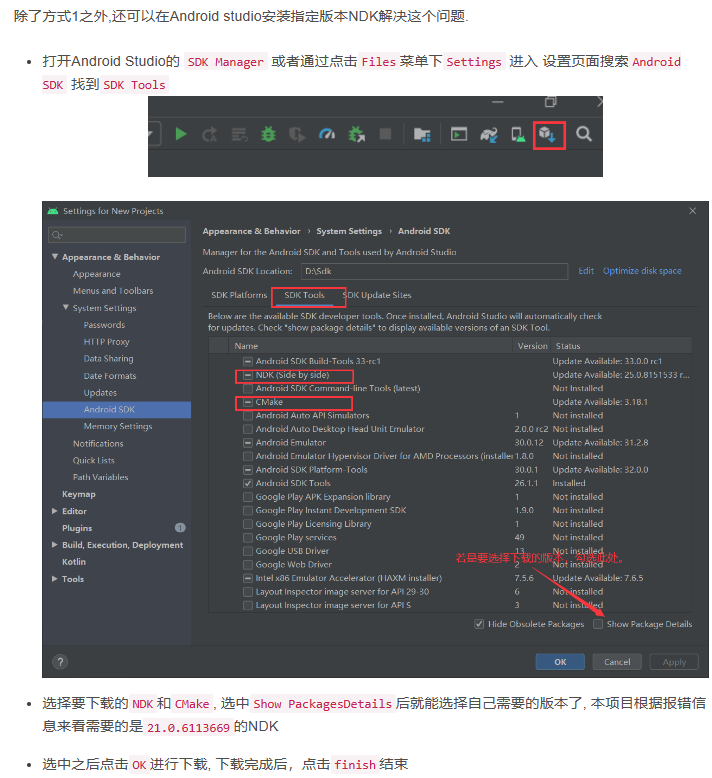 除了方式1之外,还可以在Android studio安装指定版本NDK解决这个问题.
打开Android Studio的 SDK Manager 或者通过点击Files菜单下Settings 进入 设置页面搜索Android
SDK 找到 SDK Tools
Settings for New Projects
Appearance & Behavior
Appearance
Menus and Toolbars
System Settings
Passwords
HTTP Proxy
Data Sharing
Date Formats
Updates
Android SDK
Memory Settings
Notifications
Quick Lists
Path Variables
Keymap
Editor
Plugins 1
Build, Execution, Deployment
Kotlin
Tools
Appearance & Behavior › System Settings › Android SDK
Manager for the Android SDK and Tools used by Android Studio
Android SDK Location: D:\Sdk Edit Optimize disk space
SDK Platforms SDK Tools SDK Update Sites
Below are the available SDK developer tools. Once installed, Android Studio will automatically check
for updates. Check "show package details" to display available versions of an SDK Tool.
Name Version Status
Android SDK Build-Tools 33-rc1 Update Available: 33.0.0 rc1
NDK (Side by side) Update Available: 25.0.8151533 r...
Android SDK Command-line Tools (latest) Not Installed
CMake Update Available: 3.18.1
Android Auto API Simulators 1 Not installed
Android Auto Desktop Head Unit Emulator 2.0.0 rc2 Not installed
Android Emulator 30.0.12 Update Available: 31.2.8
Android Emulator Hypervisor Driver for AMD Processors (installer 1.8.0 Not installed
Android SDK Platform-Tools 30.0.1 Update Available: 32.0.0
Android SDK Tools 26.1.1 Installed
Google Play APK Expansion library 1 Not installed
Google Play Instant Development SDK 1.9.0 Not installed
Google Play Licensing Library 1 Not installed
Google Play services 49 Not installed
Google USB Driver 13 Not installed
Google Web Driver 2 Not installed
若是要选择下载的版本，勾选此处。
Intel x86 Emulator Accelerator (HAXM installer) 7.5.6 Update Available: 7.6.5
Layout Inspector image server for API 29-30 6 Not installed
Layout Inspector image server for API S 3 Not installed
Hide Obsolete Packages Show Package Details
? OK Cancel Apply
选择要下载的 NDK 和 CMake, 选中 Show PackagesDetails 后就能选择自己需要的版本了, 本项目根据报错信
息来看需要的是 21.0.6113669 的NDK
选中之后点击 OK 进行下载, 下载完成后，点击 finish 结束